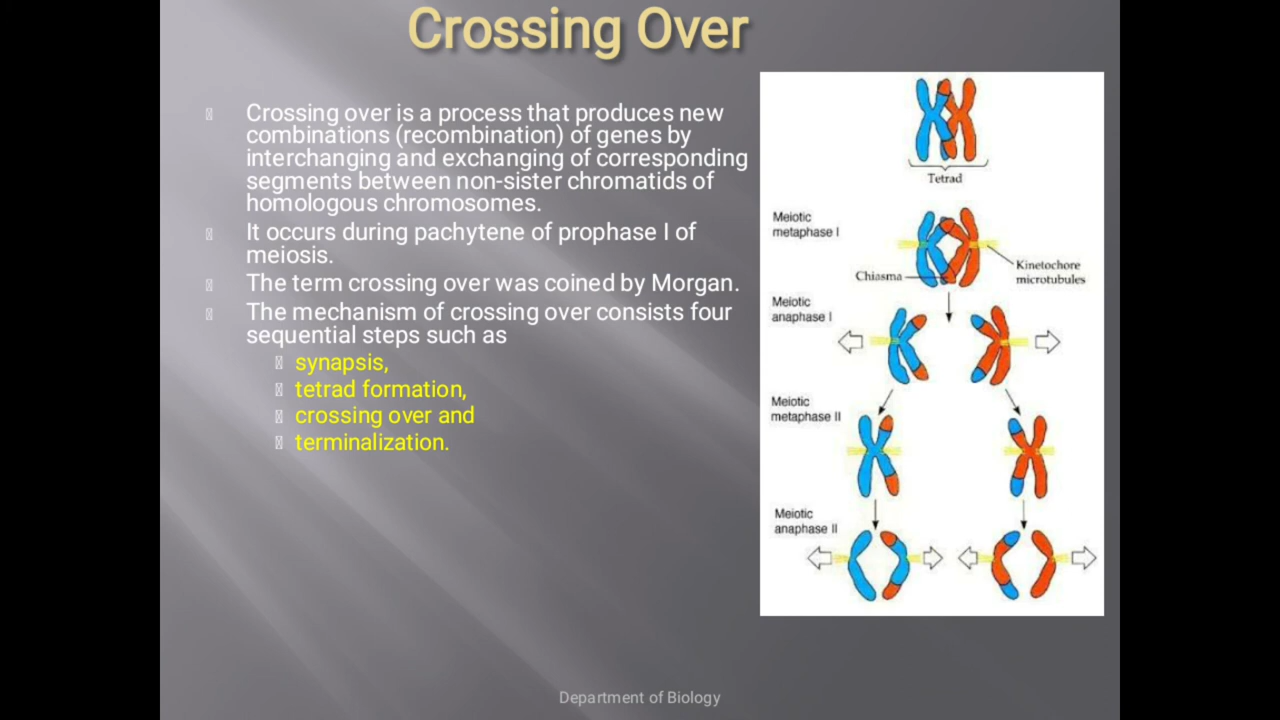 Crossing Over
Crossing over is a process that produces new
combinations (recombination) of genes by
interchanging and exchanging of corresponding
segments between non-sister chromatids of
homologous chromosomes.
It occurs during pachytene of prophase I of
meiosis.
The term crossing over was coined by Morgan.
The mechanism of crossing over consists four
sequential steps such as
synapsis,
tetrad formation,
crossing over and
terminalization.
Tetrad
Meiotic
metaphase I
Chiasma
Kinetochore
microtubules
Meiotic
anaphase I
Meiotic
metaphase II
Meiotic
anaphase II
Department of Biology